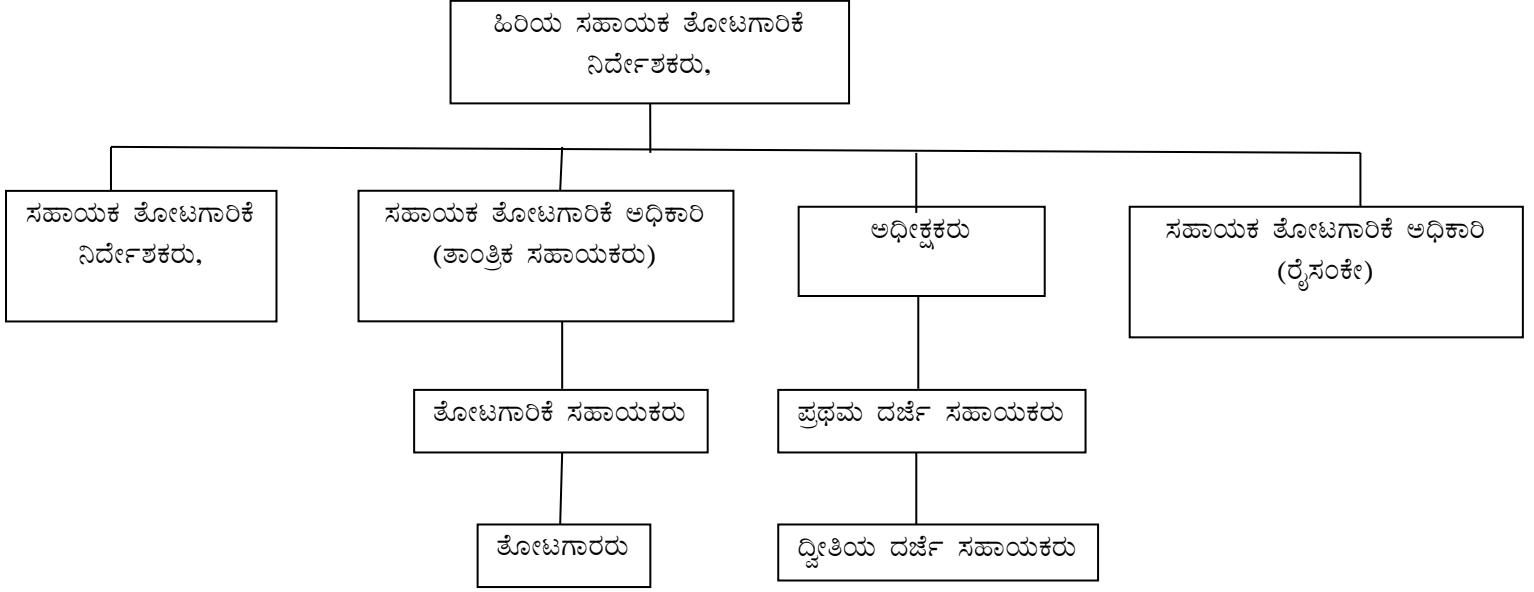 ಹಿರಿಯ ಸಹಾಯಕ ತೋಟಗಾರಿಕೆ
ನಿರ್ದೇಶಕರು,
ಸಹಾಯಕ ತೋಟಗಾರಿಕೆ
ನಿರ್ದೇಶಕರು,
ಸಹಾಯಕ ತೋಟಗಾರಿಕೆ ಅಧಿಕಾರಿ
(ತಾಂತ್ರಿಕ ಸಹಾಯಕರು)
ಅಧೀಕ್ಷಕರು
ಸಹಾಯಕ ತೋಟಗಾರಿಕೆ ಅಧಿಕಾರಿ
(ರೈಸಂಕೇ)
ತೋಟಗಾರಿಕೆ ಸಹಾಯಕರು
ಪ್ರಥಮ ದರ್ಜೆ ಸಹಾಯಕರು
ತೋಟಗಾರರು
ದ್ವೀತಿಯ ದರ್ಜೆ ಸಹಾಯಕರು